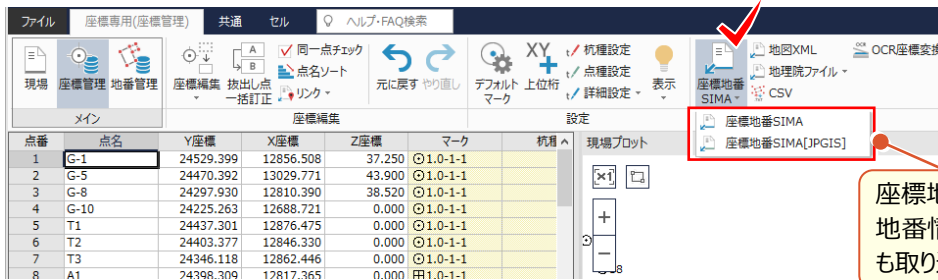 ファイル 座標専用(座標管理) 共通 セル ヘルプ・FAQ検索
現場 座標管理 地番管理
座標編集 抜出し点一括訂正
A
B
同一点チェック
点名ソート
リンク
元に戻す やり直し
デフォルトマーク
XY
上位桁
杭種設定
点種設定
詳細設定
表示
座標地番SIMA
地図XML
地理院ファイル
CSV
OCR座標変換
メイン 座標編集 設定
座標地番SIMA
座標地番SIMA[JPGIS]
点番 点名 Y座標 X座標 Z座標 マーク 杭種
1 G-1 24529.399 12856.508 37.250 1.0-1-1
2 G-5 24470.392 13029.771 43.900 1.0-1-1
3 G-8 24297.930 12810.390 38.520 1.0-1-1
4 G-10 24225.263 12688.721 0.000 1.0-1-1
5 T1 24437.301 12876.475 0.000 1.0-1-1
6 T2 24403.377 12846.330 0.000 1.0-1-1
7 T3 24346.118 12862.446 0.000 1.0-1-1
8 A1 24398.309 12817.365 0.000 1.0-1-1
現場プロット
×1
+
−
座標地
地番情
も取り